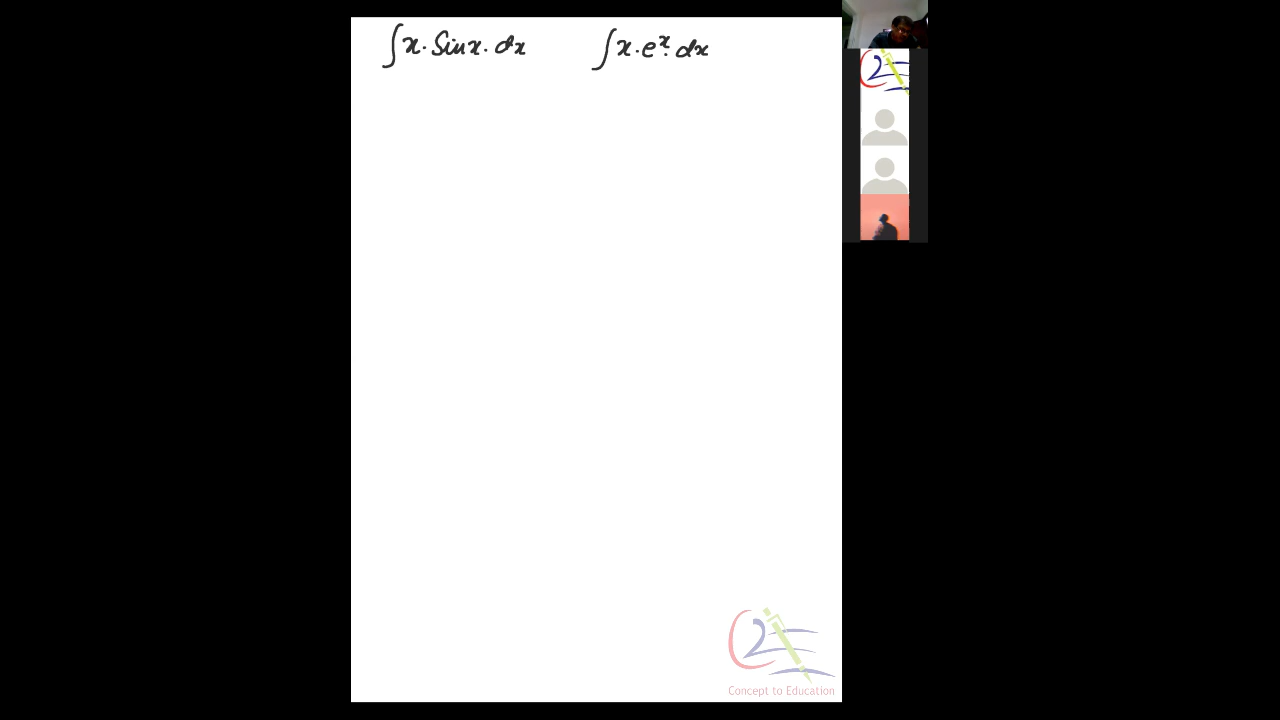 ∫x. Sinx. dx ∫x.eˣ. dx
Concept to Education